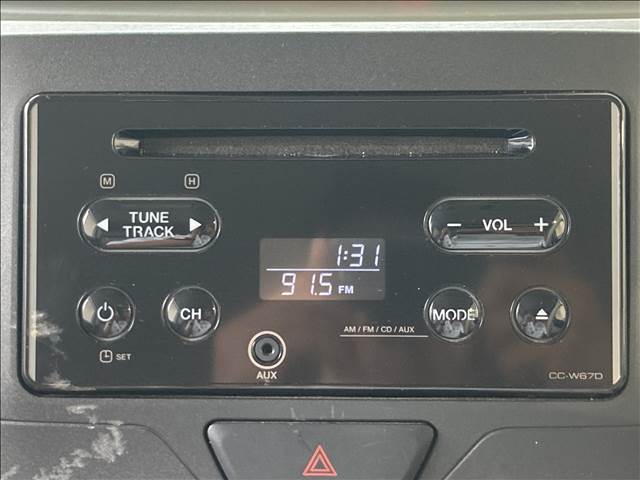 M H
TUNE
TRACK
- VOL +
1:31
91.5 FM
CH
MODE
AM / FM / CD / AUX
SET
AUX
CC-W67D